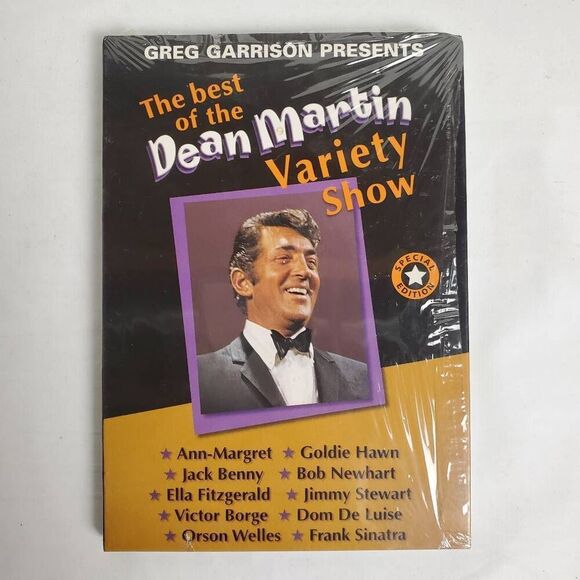 GREG GARRISON PRESENTS
The best
of the
Dean Martin
Variety
Show
SPECIAL
EDITION
★ Ann-Margret ★ Goldie Hawn
★ Jack Benny ★ Bob Newhart
★ Ella Fitzgerald ★ Jimmy Stewart
★ Victor Borge ★ Dom De Luise
★ Orson Welles ★ Frank Sinatra